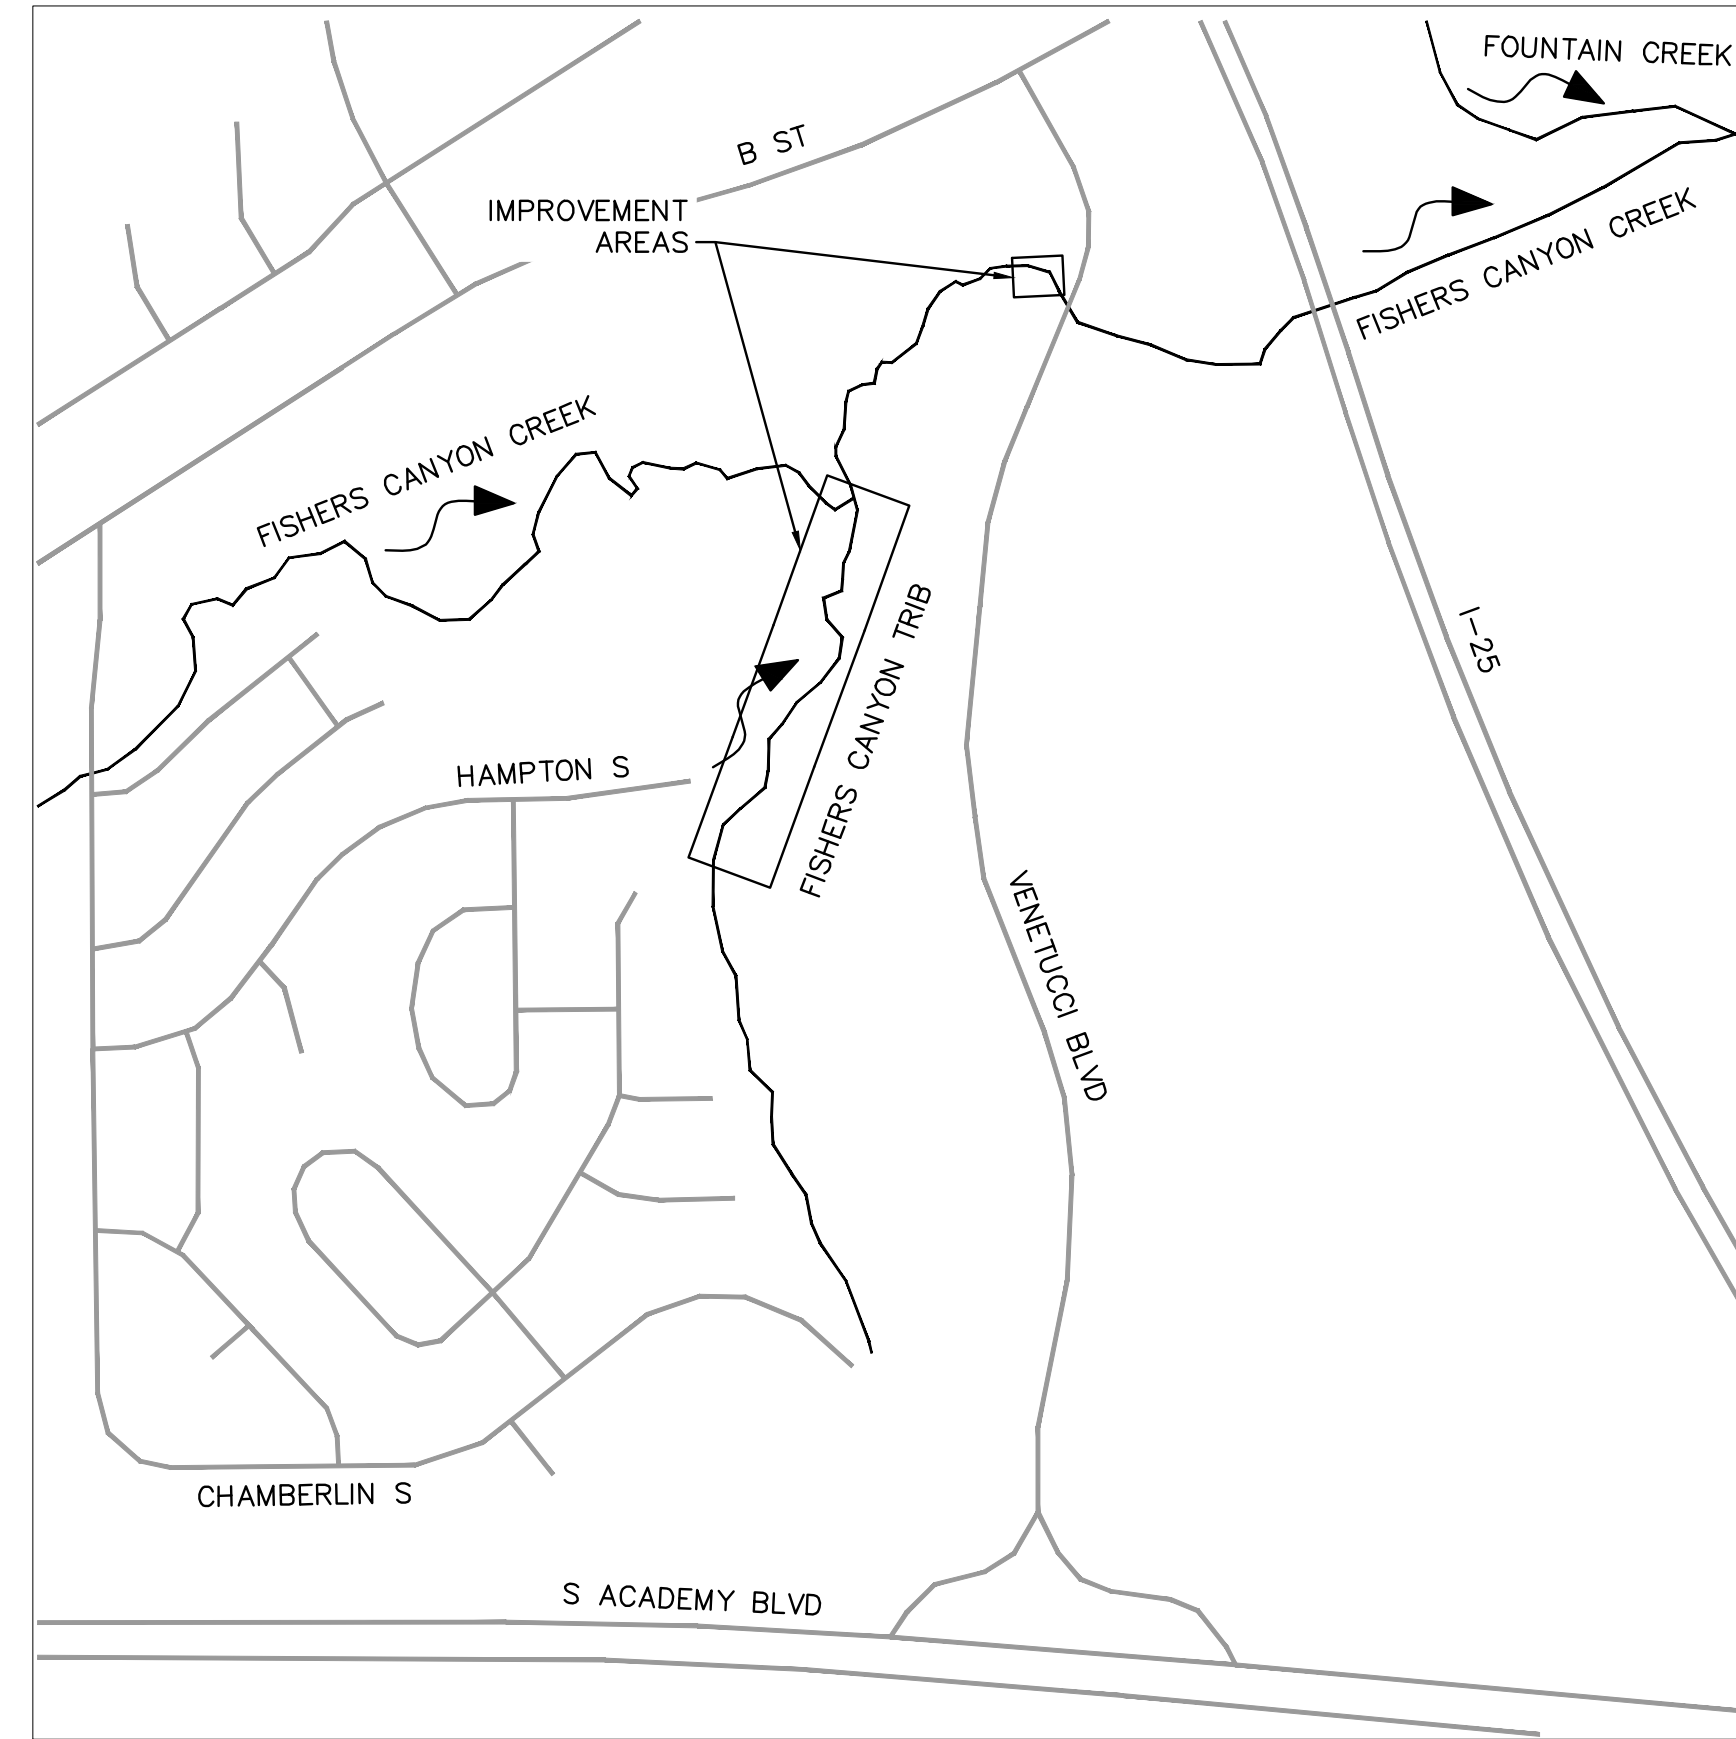 FOUNTAIN CREEK
B ST
IMPROVEMENT
AREAS
FISHERS CANYON CREEK
FISHERS CANYON CREEK
I-25
FISHERS CANYON TRIB
HAMPTON S
VENETUCCI BLVD
CHAMBERLIN S
S ACADEMY BLVD